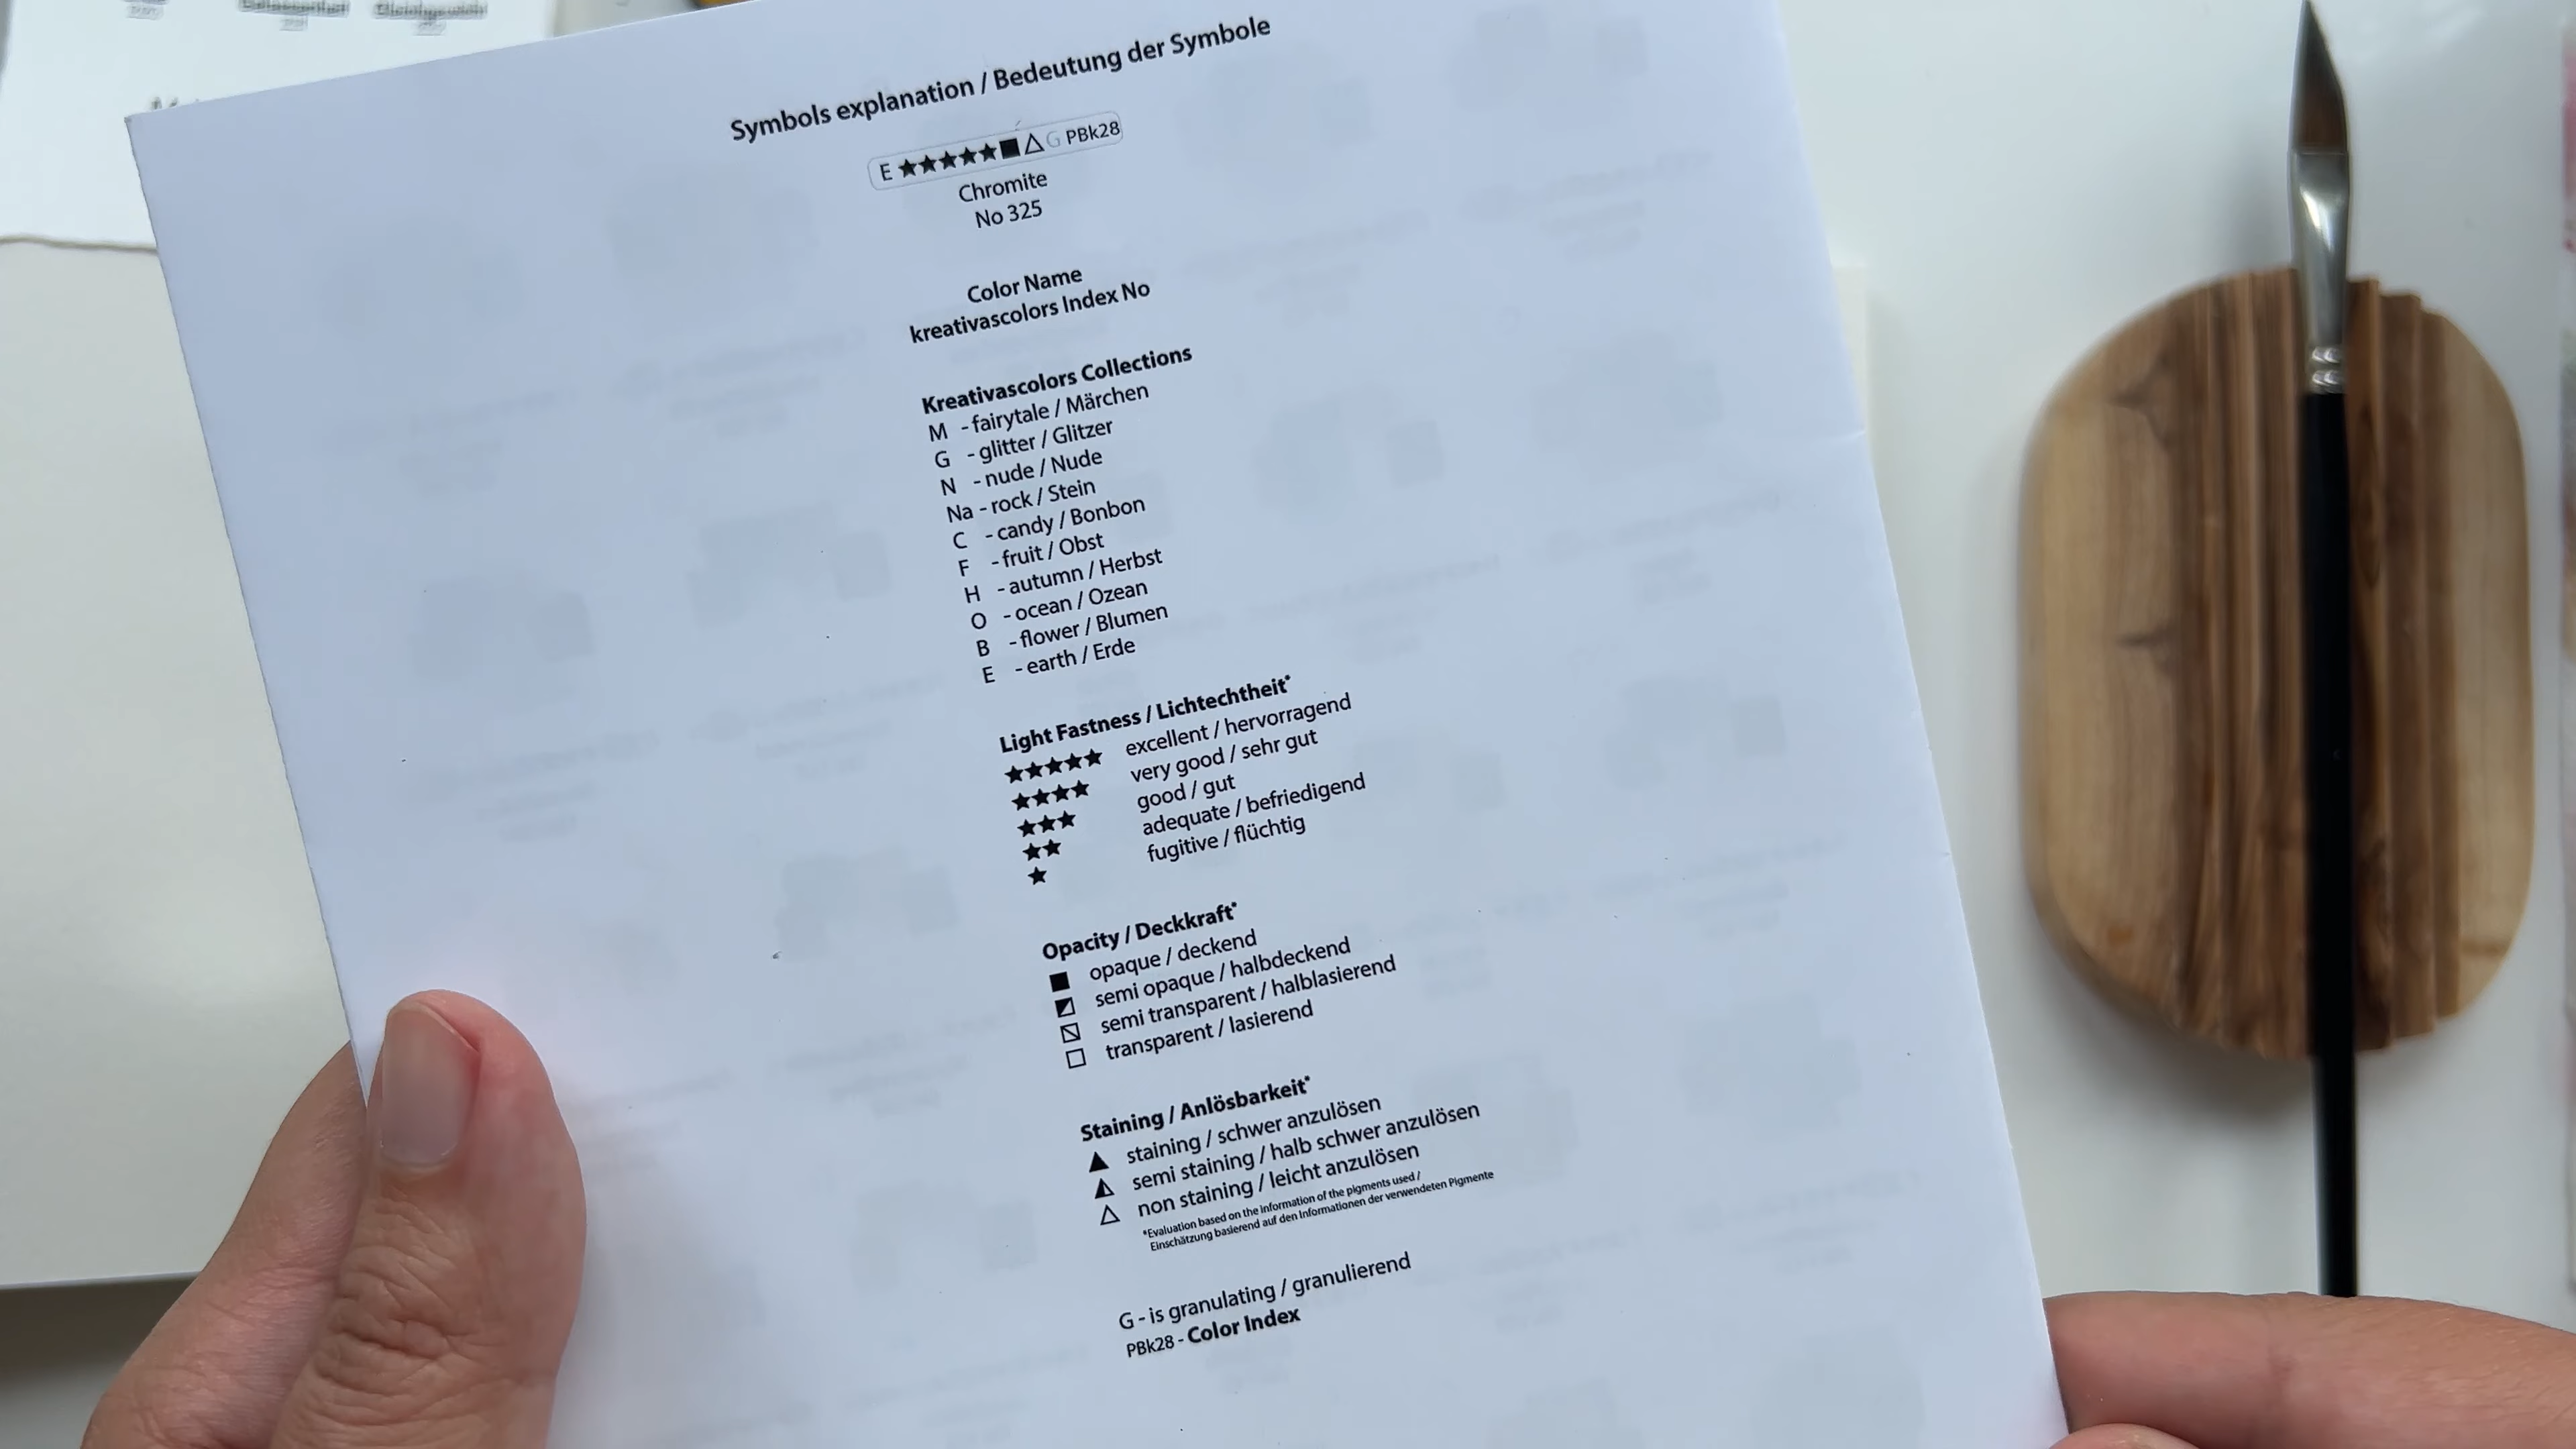 Symbols explanation / Bedeutung der Symbole
E ★★★★★■△ G PBk28
Chromite
No 325
Color Name
kreativascolors Index No
Kreativascolors Collections
M - fairytale / Märchen
G - glitter / Glitzer
N - nude / Nude
Na - rock / Stein
C - candy / Bonbon
F - fruit / Obst
H - autumn / Herbst
O - ocean / Ozean
B - flower / Blumen
E - earth / Erde
Light Fastness / Lichtechtheit*
★★★★★ excellent / hervorragend
★★★★ very good / sehr gut
★★★ good / gut
★★ adequate / befriedigend
★ fugitive / flüchtig
Opacity / Deckkraft*
■ opaque / deckend
◪ semi opaque / halbdeckend
⧅ semi transparent / halblasierend
□ transparent / lasierend
Staining / Anlösbarkeit*
▲ staining / schwer anzulösen
◭ semi staining / halb schwer anzulösen
△ non staining / leicht anzulösen
*Evaluation based on the information of the pigments used /
Einschätzung basierend auf den Informationen der verwendeten Pigmente
G - is granulating / granulierend
PBk28 - Color Index